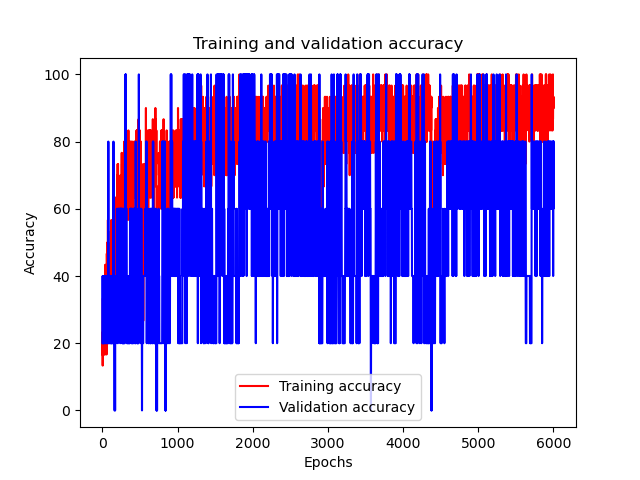 Training and validation accuracy
Accuracy
100
80
60
40
20
0
Training accuracy
Validation accuracy
0 1000 2000 3000 4000 5000 6000
Epochs